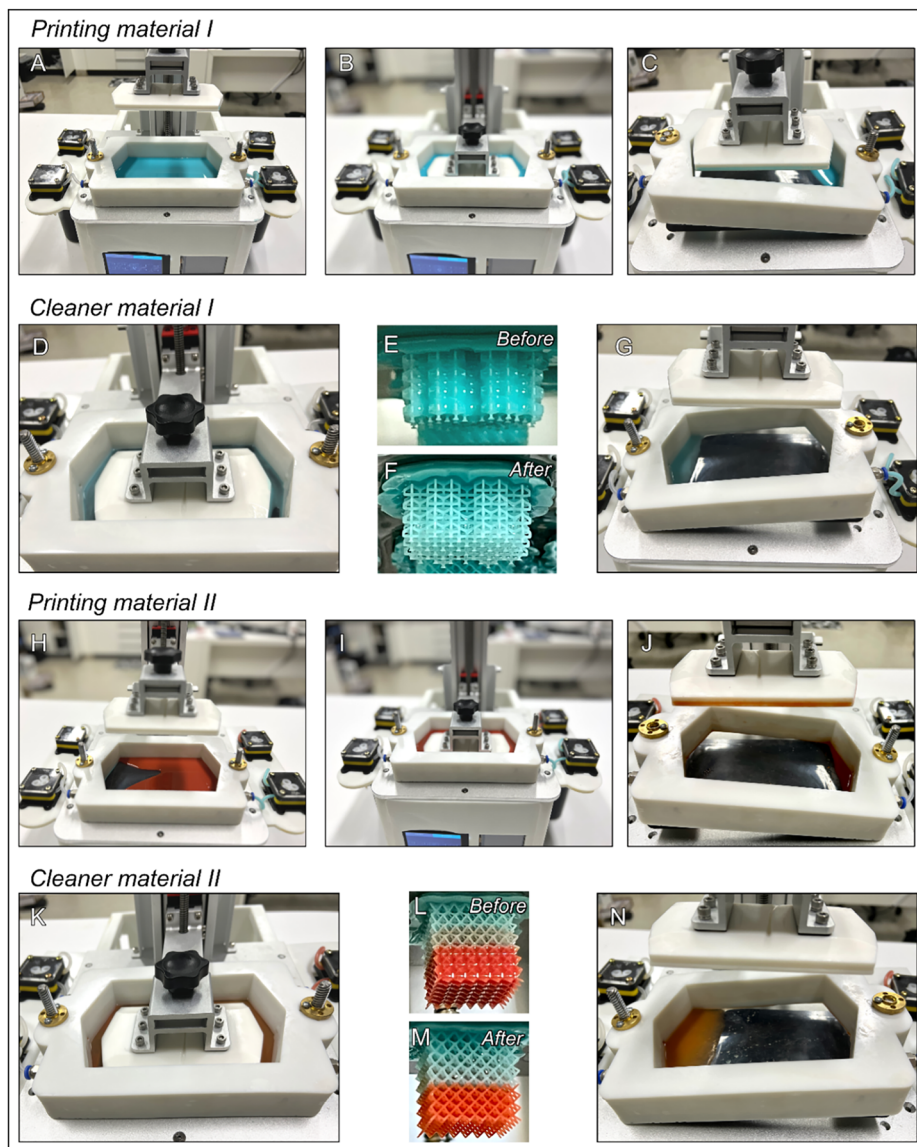 Printing material I
A
B
C
Cleaner material I
D
E
Before
F
After
G
Printing material II
H
I
J
Cleaner material II
K
L
Before
M
After
N